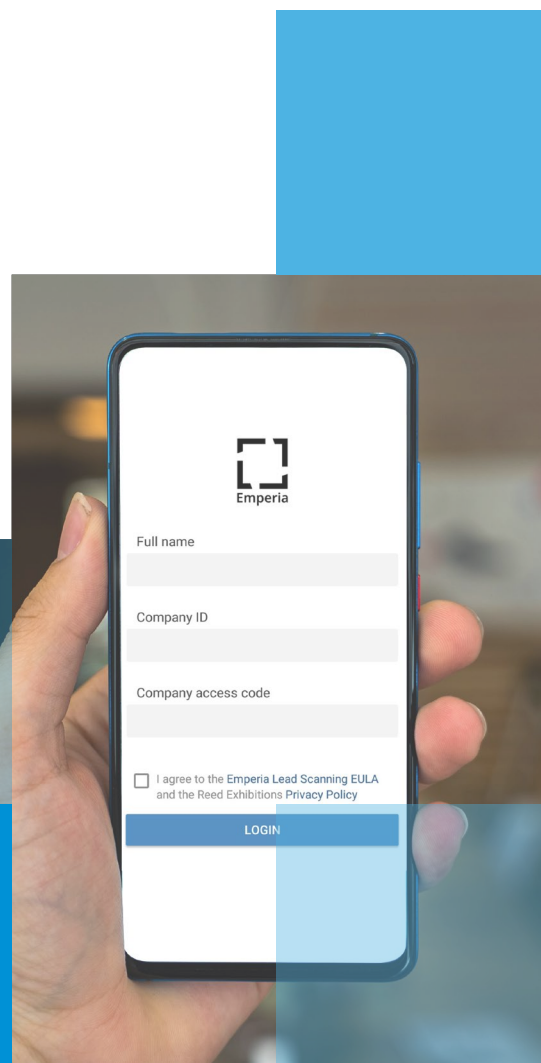 Emperia
Full name
Company ID
Company access code
I agree to the Emperia Lead Scanning EULA
and the Reed Exhibitions Privacy Policy
LOGIN